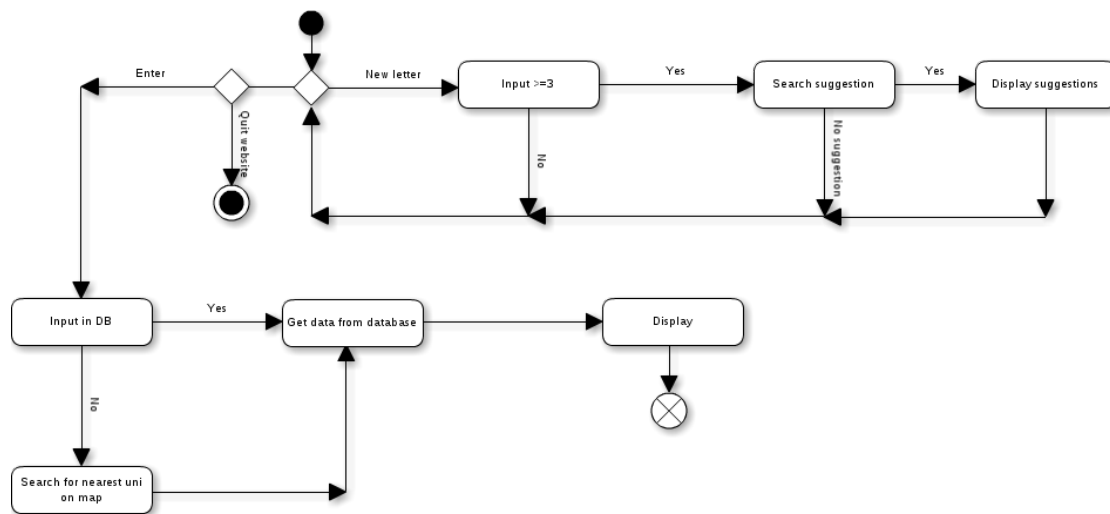 Enter
New letter
Input >=3
Yes
Search suggestion
Yes
Display suggestions
Quit website
No
No suggestion
Input in DB
Yes
Get data from database
Display
No
Search for nearest uni
on map